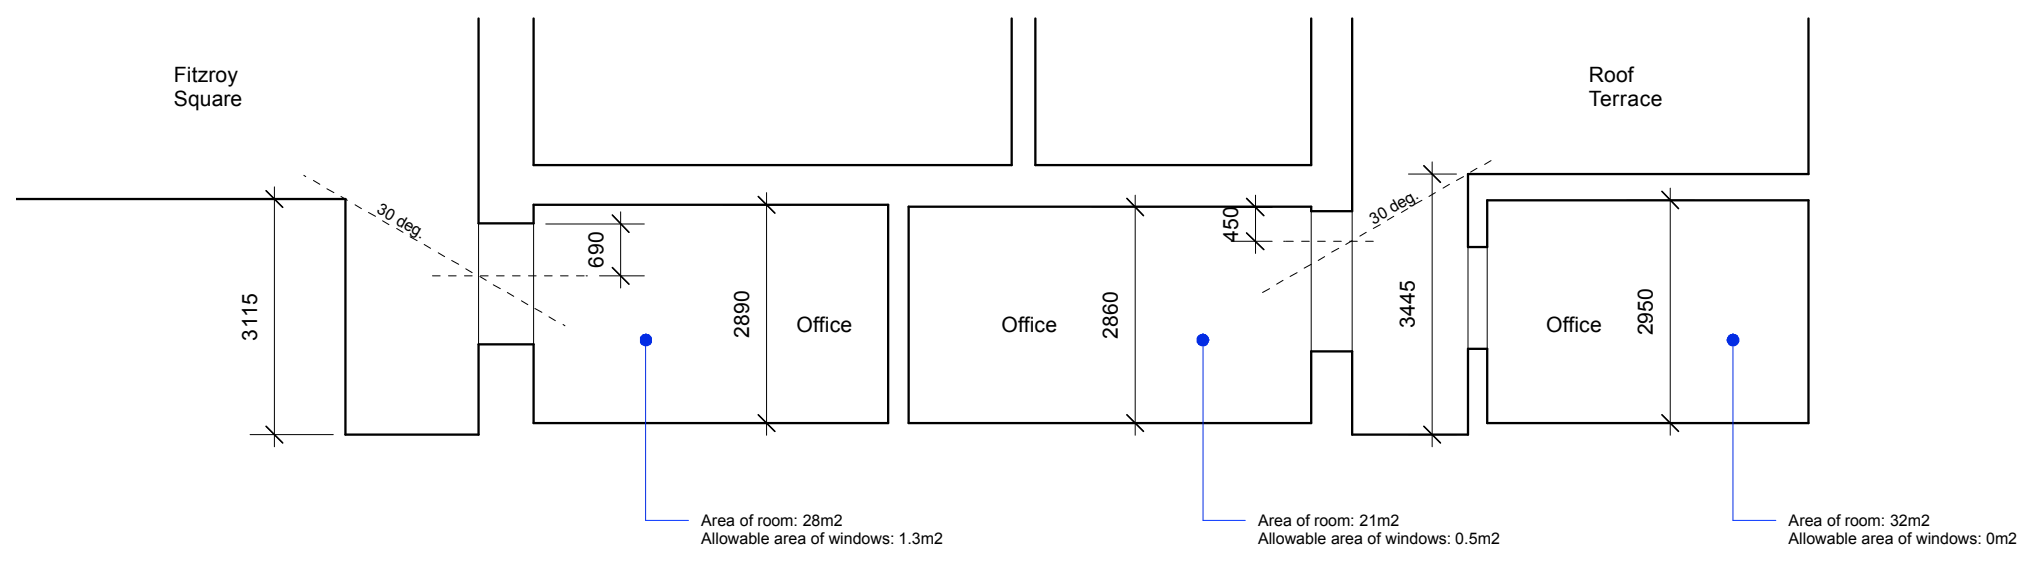 Fitzroy
Square
Roof
Terrace
30 deg.
30 deg.
690
450
3115
2890
2860
3445
2950
Office
Office
Office
Area of room: 28m2
Allowable area of windows: 1.3m2
Area of room: 21m2
Allowable area of windows: 0.5m2
Area of room: 32m2
Allowable area of windows: 0m2